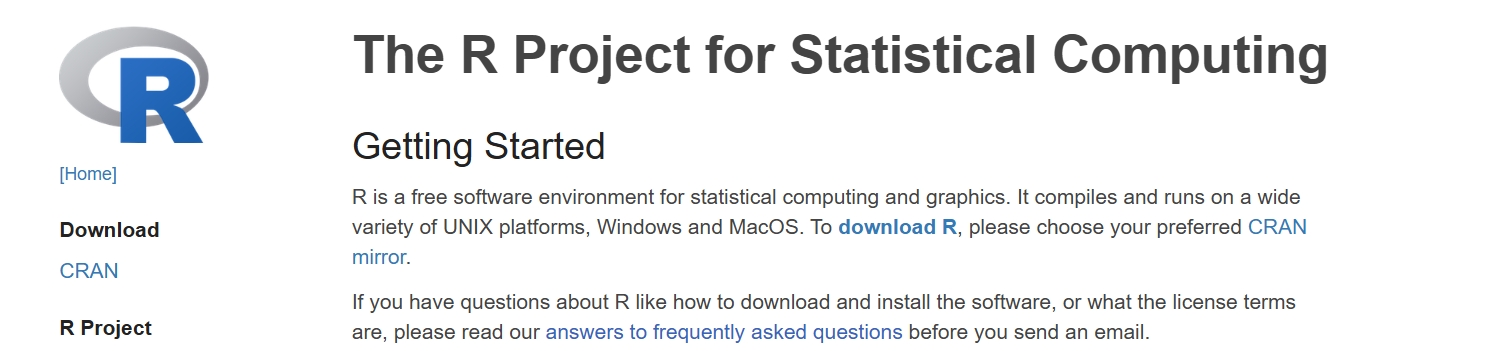 R
[Home]
Download
CRAN
R Project
The R Project for Statistical Computing
Getting Started
R is a free software environment for statistical computing and graphics. It compiles and runs on a wide
variety of UNIX platforms, Windows and MacOS. To download R, please choose your preferred CRAN
mirror.
If you have questions about R like how to download and install the software, or what the license terms
are, please read our answers to frequently asked questions before you send an email.